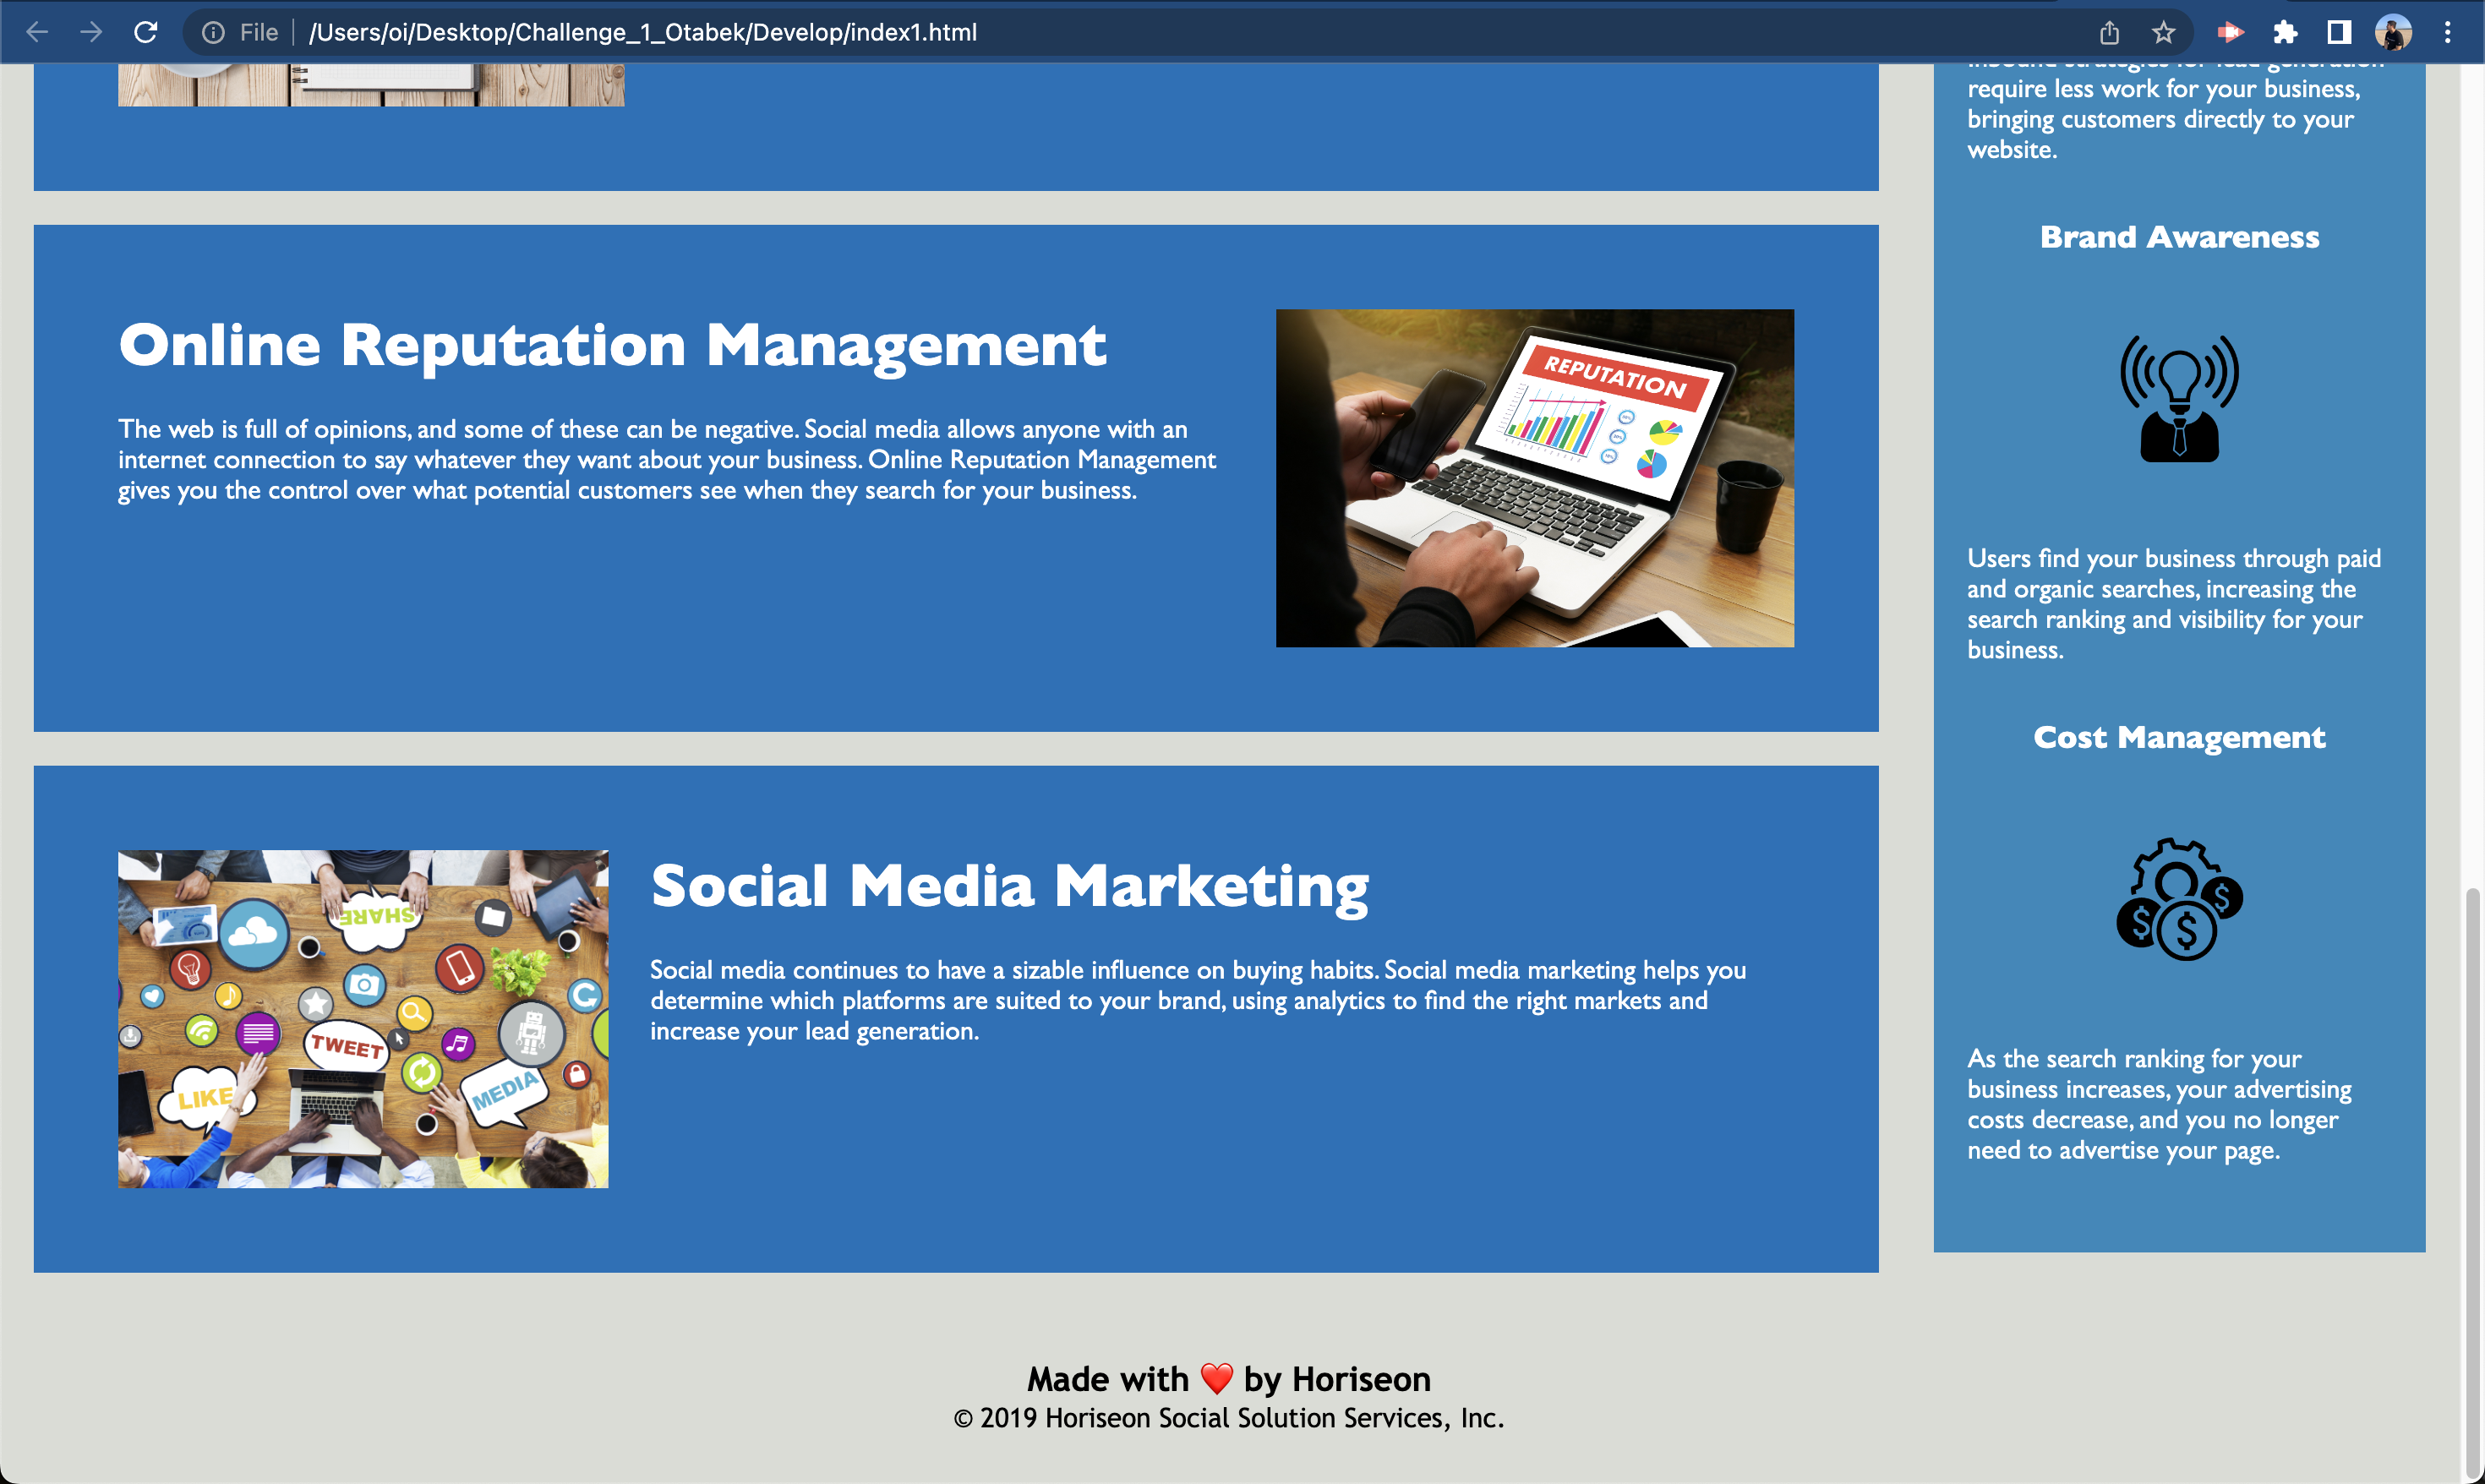 File
/Users/oi/Desktop/Challenge_1_Otabek/Develop/index1.html
Inbound strategies for lead generation
require less work for your business,
bringing customers directly to your
website.
Online Reputation Management
The web is full of opinions, and some of these can be negative. Social media allows anyone with an
internet connection to say whatever they want about your business. Online Reputation Management
gives you the control over what potential customers see when they search for your business.
REPUTATION
Brand Awareness
Users find your business through paid
and organic searches, increasing the
search ranking and visibility for your
business.
Cost Management
$
$
$
As the search ranking for your
business increases, your advertising
costs decrease, and you no longer
need to advertise your page.
SHARE
TWEET
LIKE
MEDIA
Social Media Marketing
Social media continues to have a sizable influence on buying habits. Social media marketing helps you
determine which platforms are suited to your brand, using analytics to find the right markets and
increase your lead generation.
Made with ❤️ by Horiseon
© 2019 Horiseon Social Solution Services, Inc.